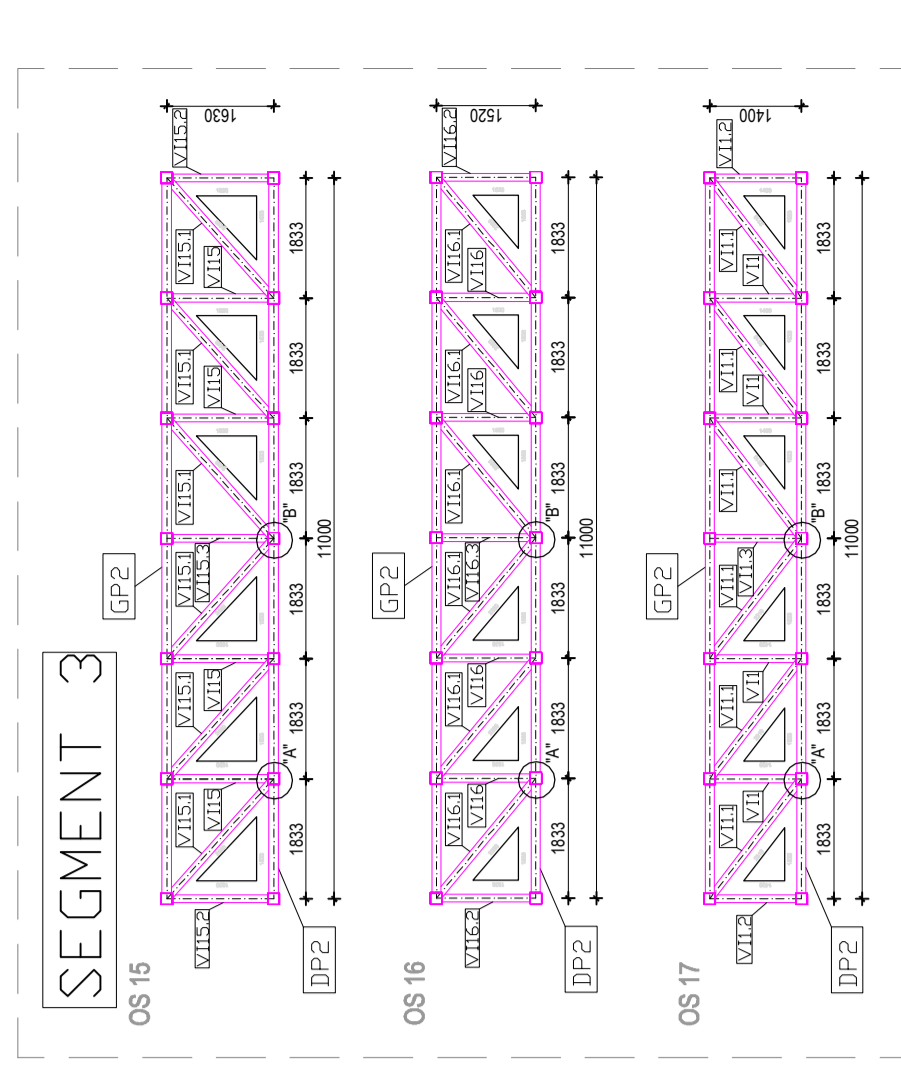 SEGMENT 3
OS 15
GP2
DP2
VI15.2
VI15.1
VI15
VI15.1
VI15
VI15.1
VI15.3
VI15.1
VI15.1
VI15
VI15.1
VI15
VI15.2
"A"
"B"
1833
1833
1833
1833
1833
1833
11000
1630
OS 16
GP2
DP2
VI16.2
VI16.1
VI16
VI16.1
VI16
VI16.1
VI16.3
VI16.1
VI16.1
VI16
VI16.1
VI16
VI16.2
"A"
"B"
1833
1833
1833
1833
1833
1833
11000
1520
OS 17
GP2
DP2
VI1.2
VI1.1
VI1
VI1.1
VI1
VI1.1
VI1.3
VI1.1
VI1.1
VI1
VI1.1
VI1
VI1.2
"A"
"B"
1833
1833
1833
1833
1833
1833
11000
1400